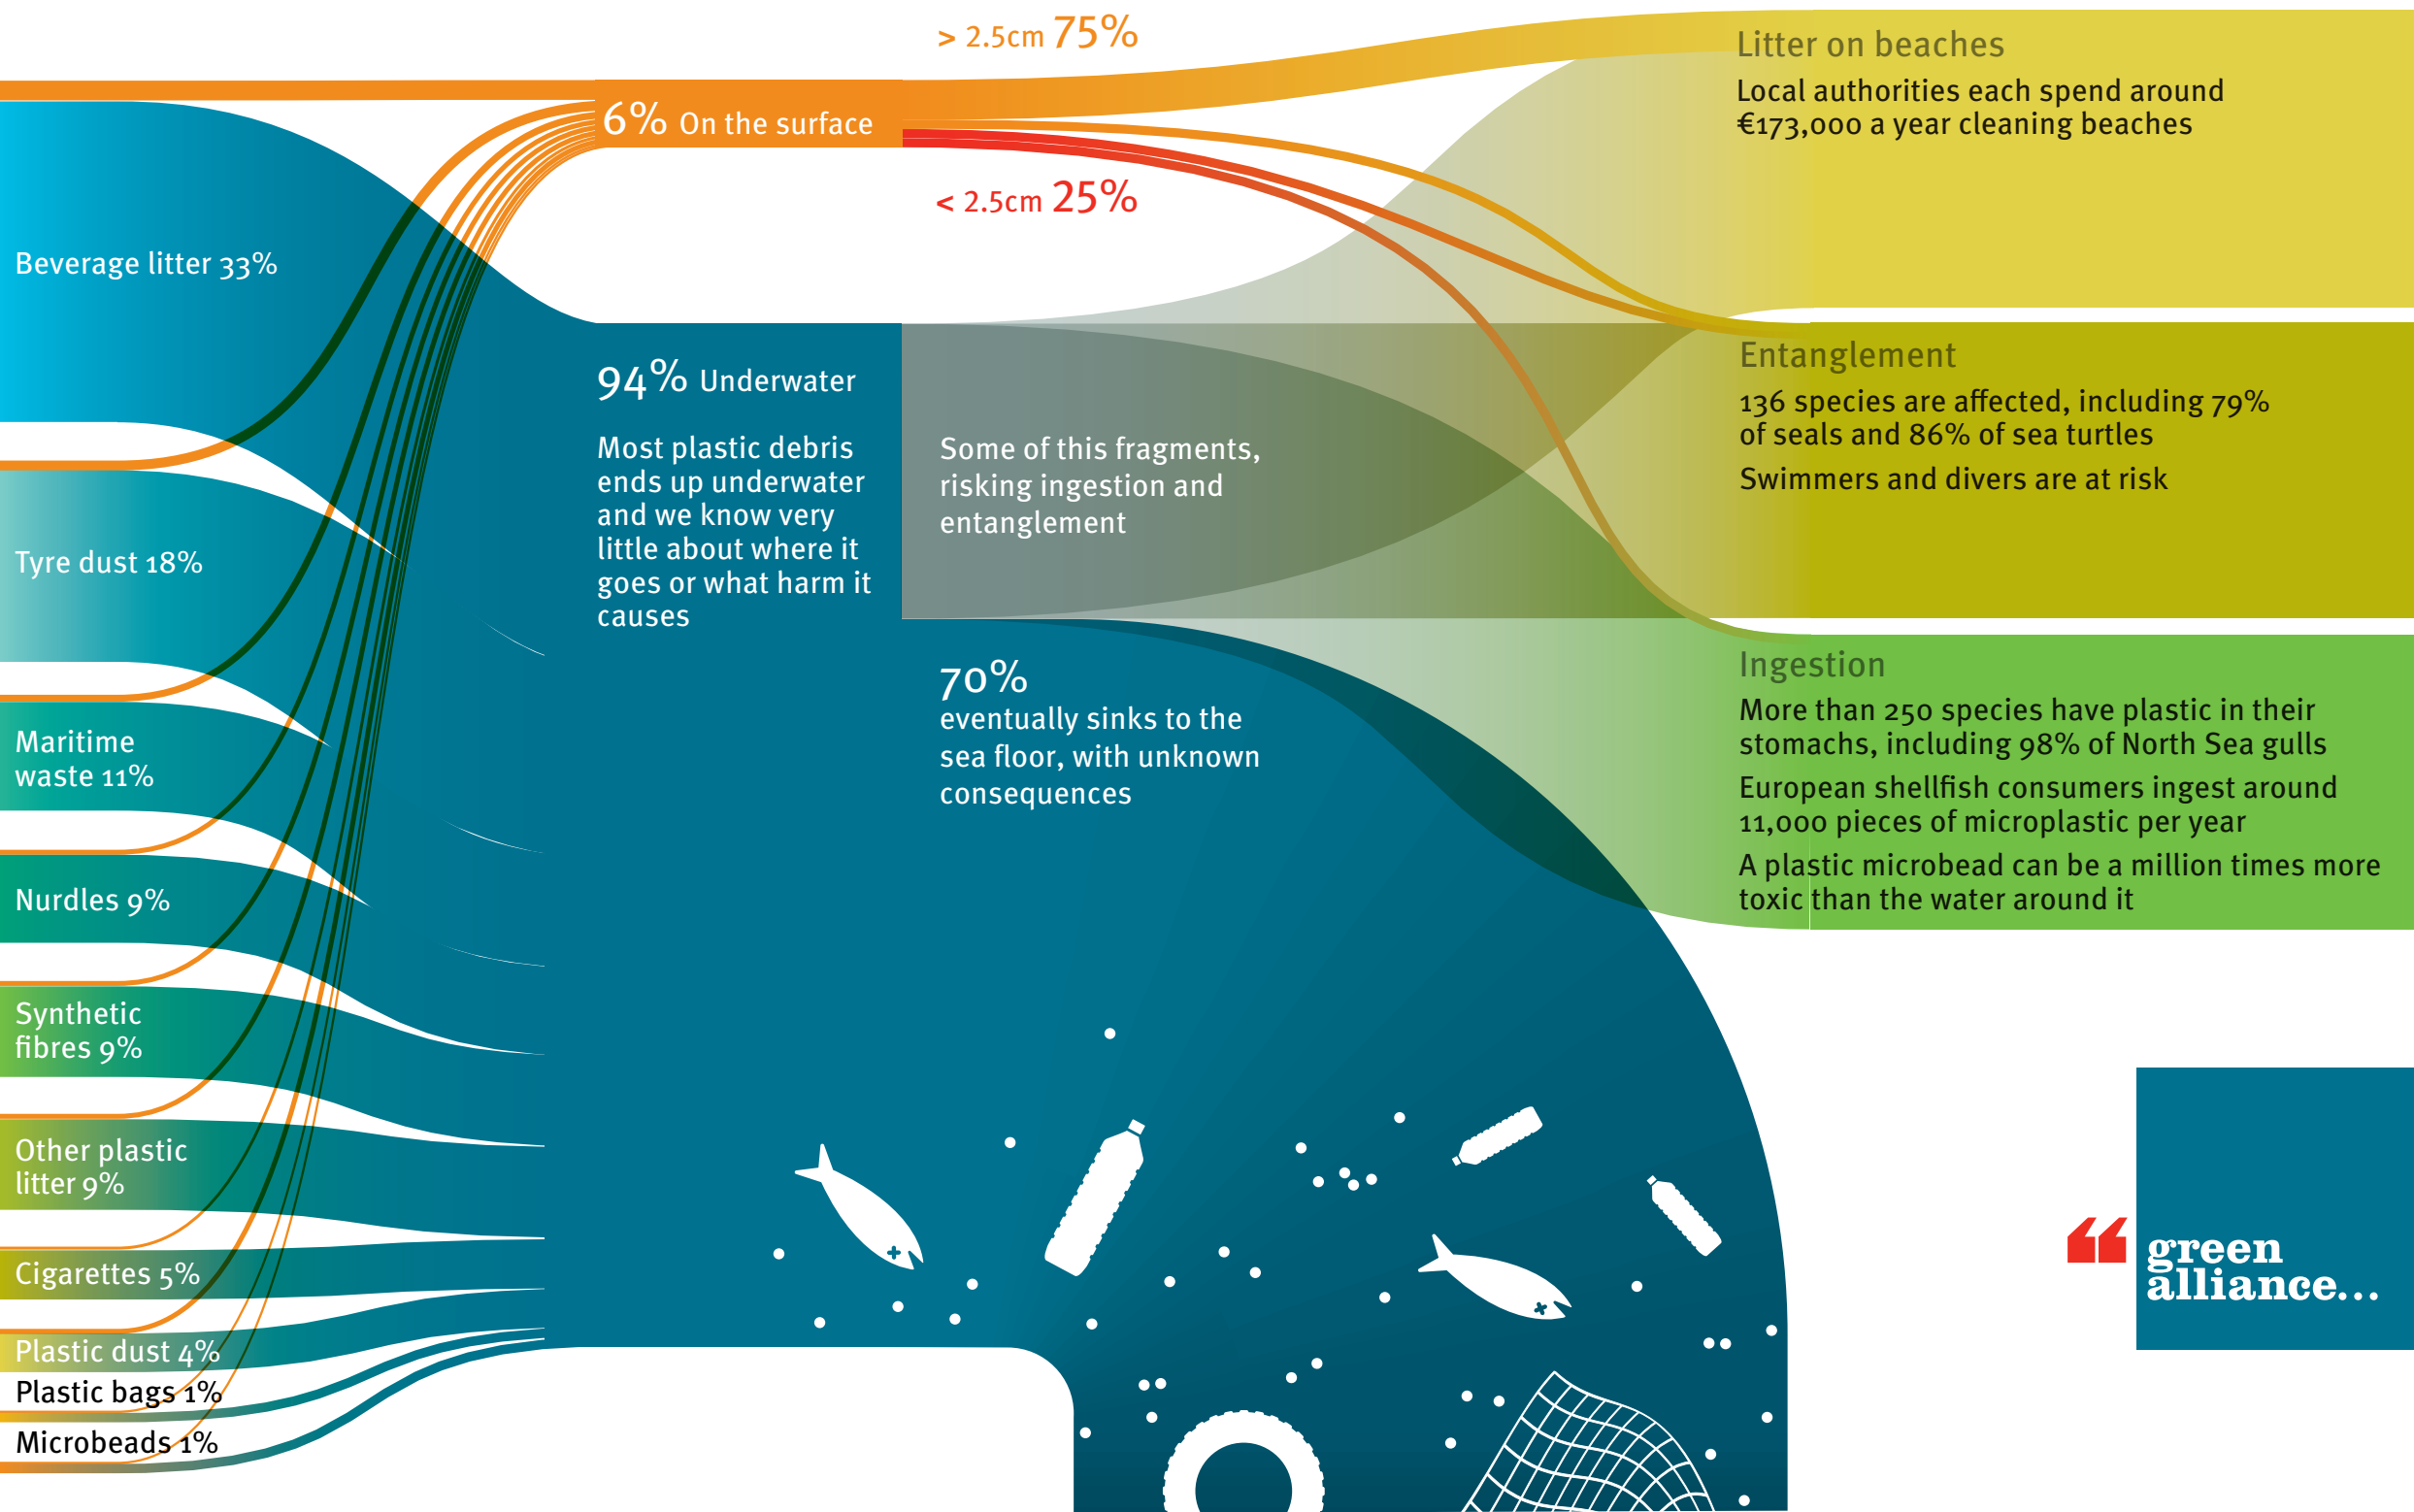 > 2.5cm 75%
6% On the surface
< 2.5cm 25%
Beverage litter 33%
Tyre dust 18%
Maritime
waste 11%
Nurdles 9%
Synthetic
fibres 9%
Other plastic
litter 9%
Cigarettes 5%
Plastic dust 4%
Plastic bags 1%
Microbeads 1%
94% Underwater
Most plastic debris
ends up underwater
and we know very
little about where it
goes or what harm it
causes
Some of this fragments,
risking ingestion and
entanglement
70%
eventually sinks to the
sea floor, with unknown
consequences
Litter on beaches
Local authorities each spend around
€173,000 a year cleaning beaches
Entanglement
136 species are affected, including 79%
of seals and 86% of sea turtles
Swimmers and divers are at risk
Ingestion
More than 250 species have plastic in their
stomachs, including 98% of North Sea gulls
European shellfish consumers ingest around
11,000 pieces of microplastic per year
A plastic microbead can be a million times more
toxic than the water around it
“ green
alliance...